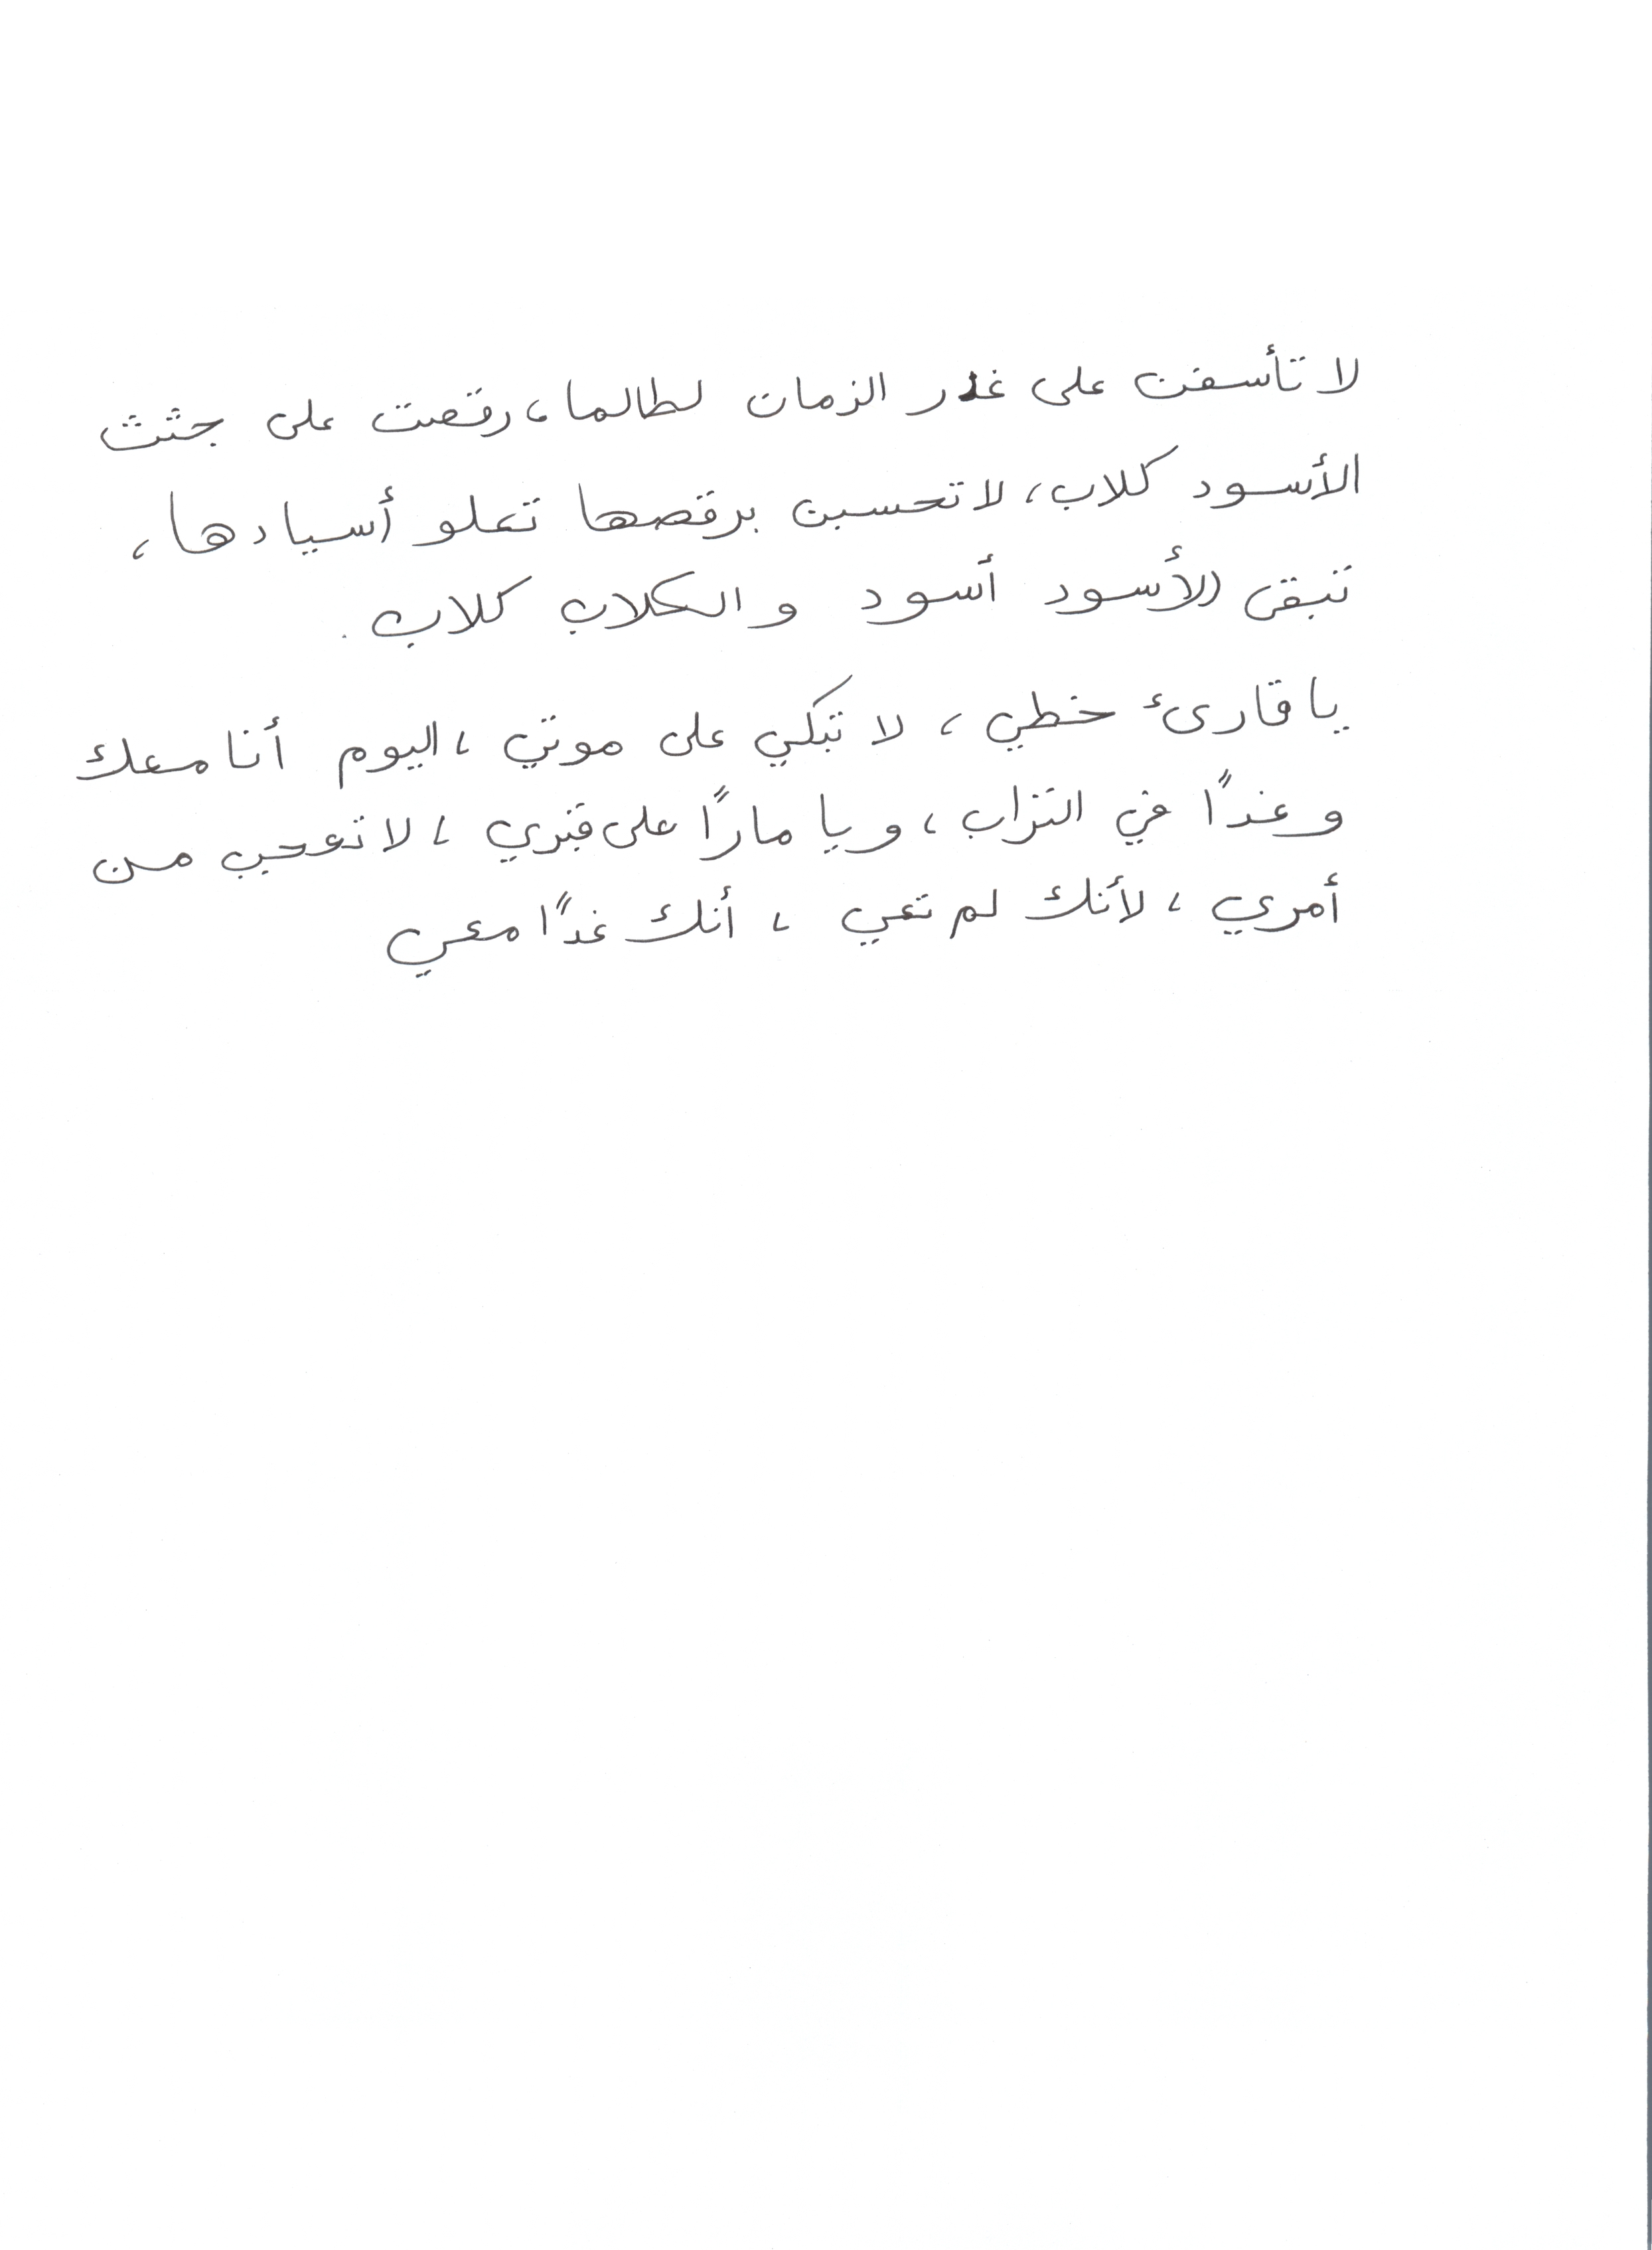 لا تأسفن على غدر الزمان لطالما، رقصت على جثث
الأسود كلاب، لا تحسبن برقصها تعلو أسيادها،
تبقى الأسود أسود والكلاب كلاب.
يا قارئ خطي، لا تبكي على موتي، اليوم أنا معك
وغداً في التراب، ويا ماراً على قبري، لا تعجب من
أمري، لأنك لم تعي، أنك غداً معي